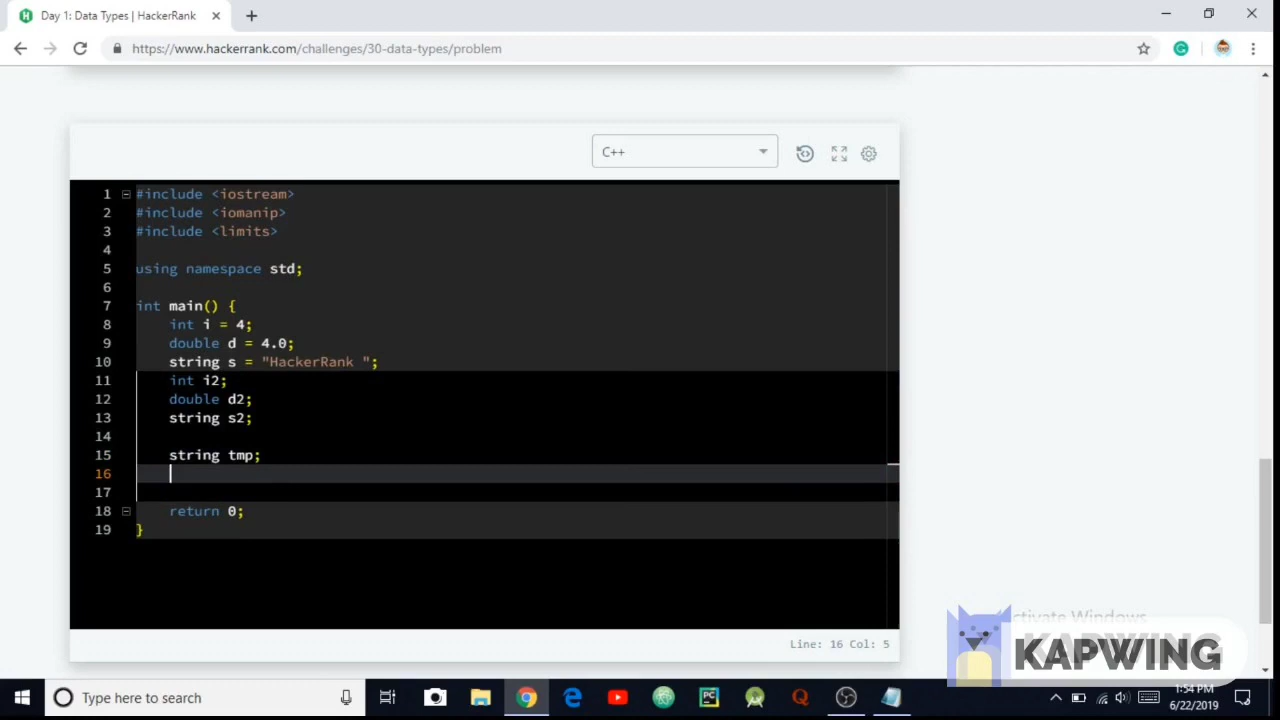 Day 1: Data Types | HackerRank
https://www.hackerrank.com/challenges/30-data-types/problem
C++
1 #include <iostream>
2 #include <iomanip>
3 #include <limits>
4
5 using namespace std;
6
7 int main() {
8 int i = 4;
9 double d = 4.0;
10 string s = "HackerRank ";
11 int i2;
12 double d2;
13 string s2;
14
15 string tmp;
16
17
18 return 0;
19 }
Activate Windows
KAPWING
Line: 16 Col: 5
Type here to search
1:54 PM
6/22/2019